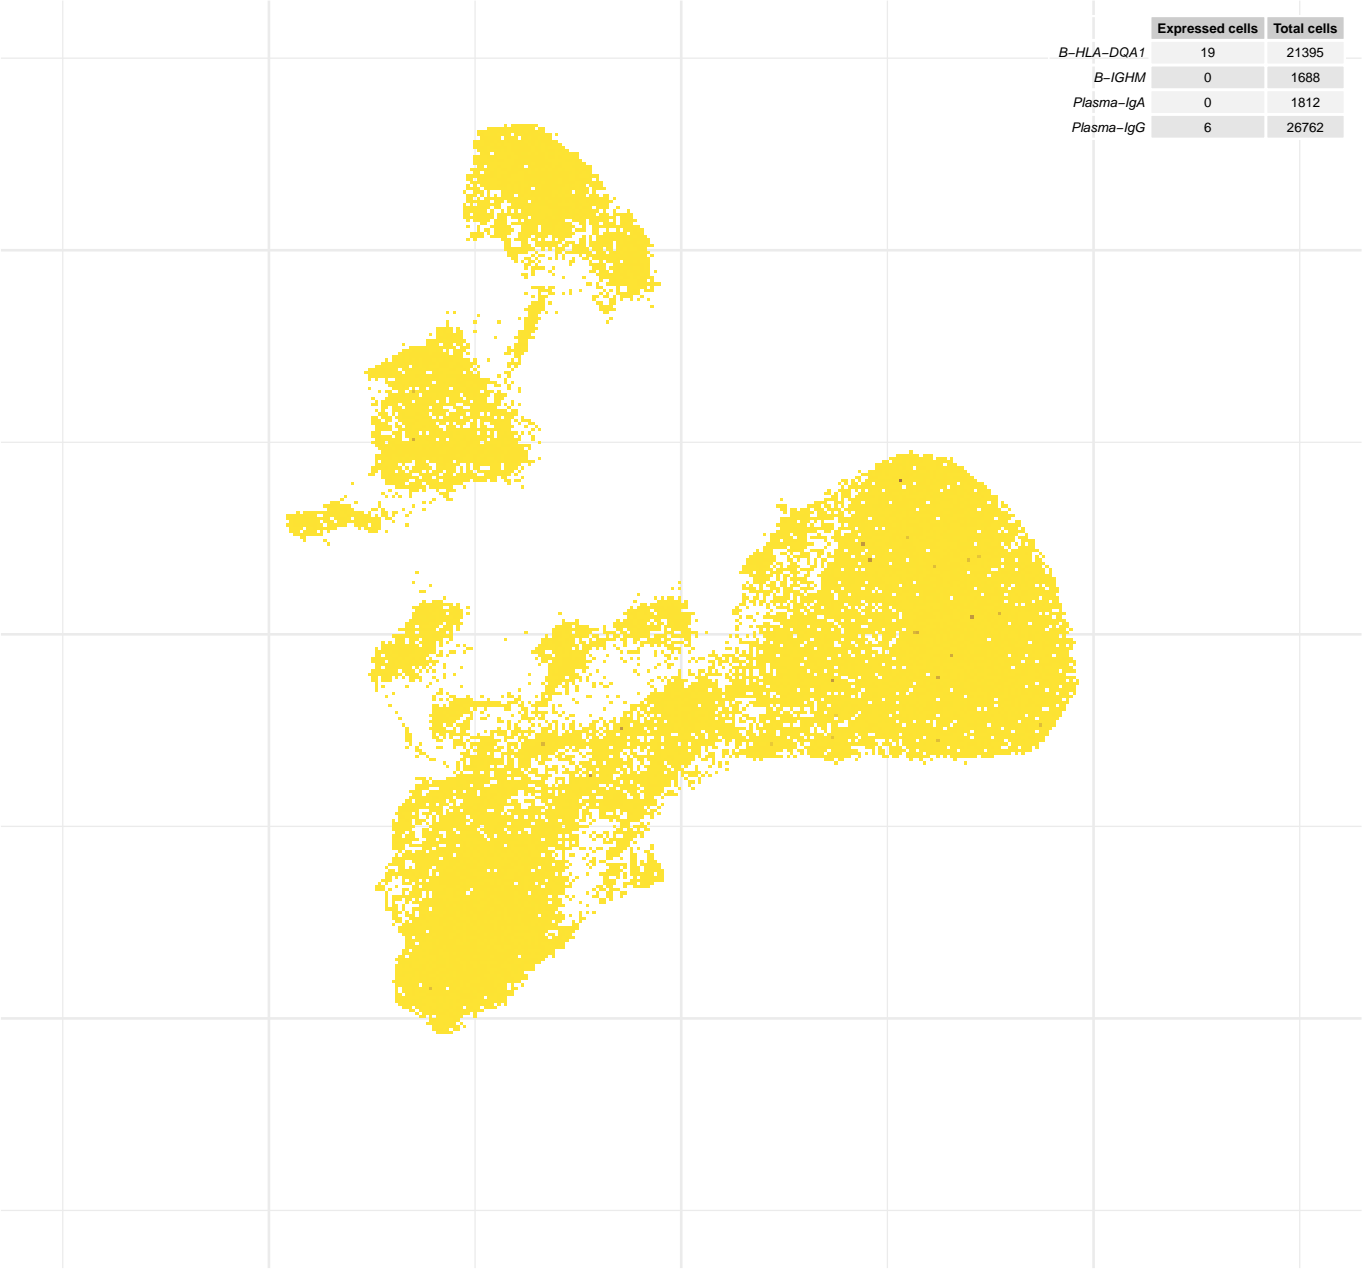 Expressed cells Total cells
B−HLA−DQA1 19 21395
B−IGHM 0 1688
Plasma−IgA 0 1812
Plasma−IgG 6 26762